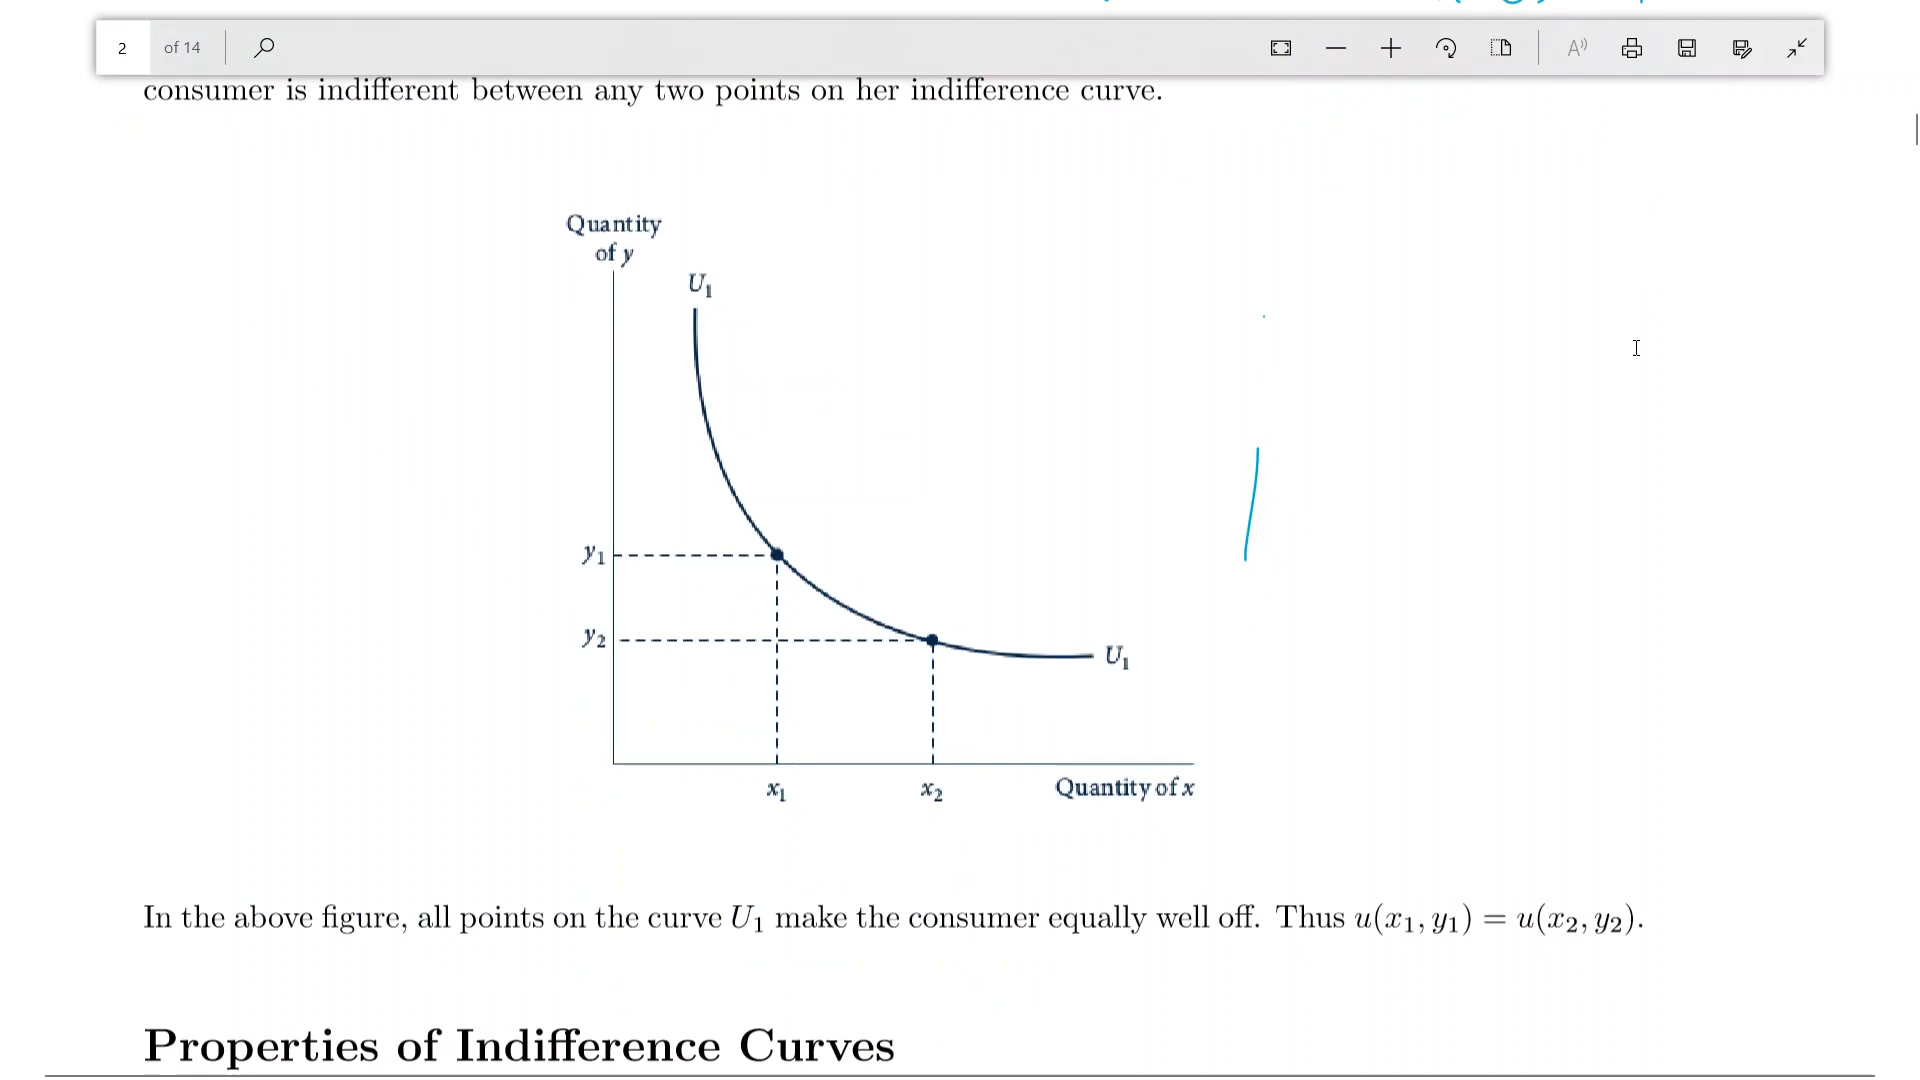 2 of 14
consumer is indifferent between any two points on her indifference curve.
Quantity
of y
U₁
y₁
y₂
U₁
x₁ x₂ Quantity of x
In the above figure, all points on the curve U₁ make the consumer equally well off. Thus u(x₁, y₁) = u(x₂, y₂).
Properties of Indifference Curves